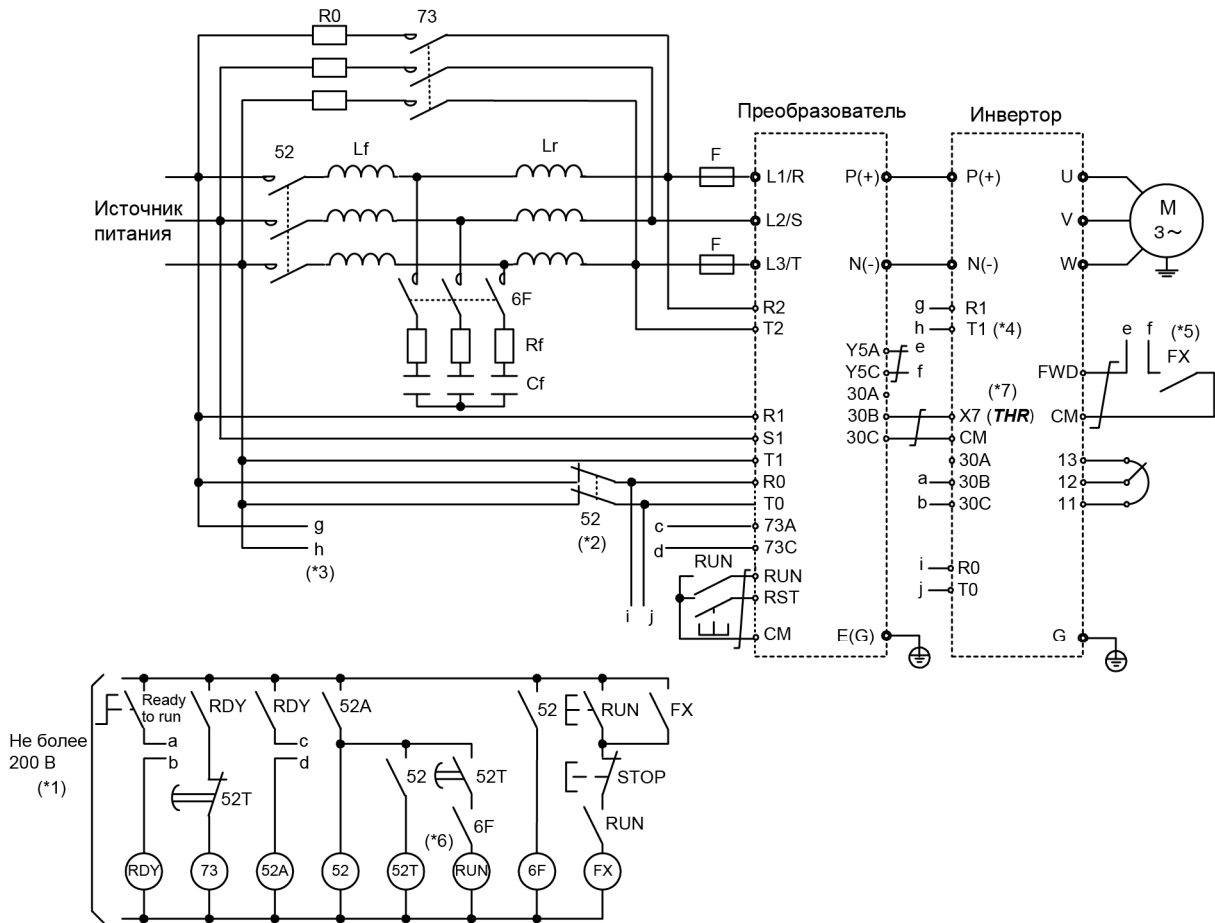 R0
73
Преобразователь
Инвертор
52
Lf
Lr
F
L1/R
P(+)
P(+)
U
M
3~
Источник
питания
L2/S
V
F
L3/T
N(-)
N(-)
W
6F
R2
g
R1
T2
h
T1 (*4)
e
f
(*5)
Rf
Y5A
e
FX
Cf
Y5C
f
FWD
30A
(*7)
R1
30B
X7 (THR)
CM
S1
30C
CM
T1
30A
13
R0
a
30B
12
T0
b
30C
11
g
52
c
73A
h
(*2)
d
73C
(*3)
RUN
RUN
i
R0
RST
j
T0
i
j
CM
E(G)
G
Не более
200 В
(*1)
Ready
to run
RDY
RDY
52A
52
RUN
FX
a
c
b
d
52
52T
STOP
52T
(*6)
6F
RUN
RDY
73
52A
52
52T
RUN
6F
FX